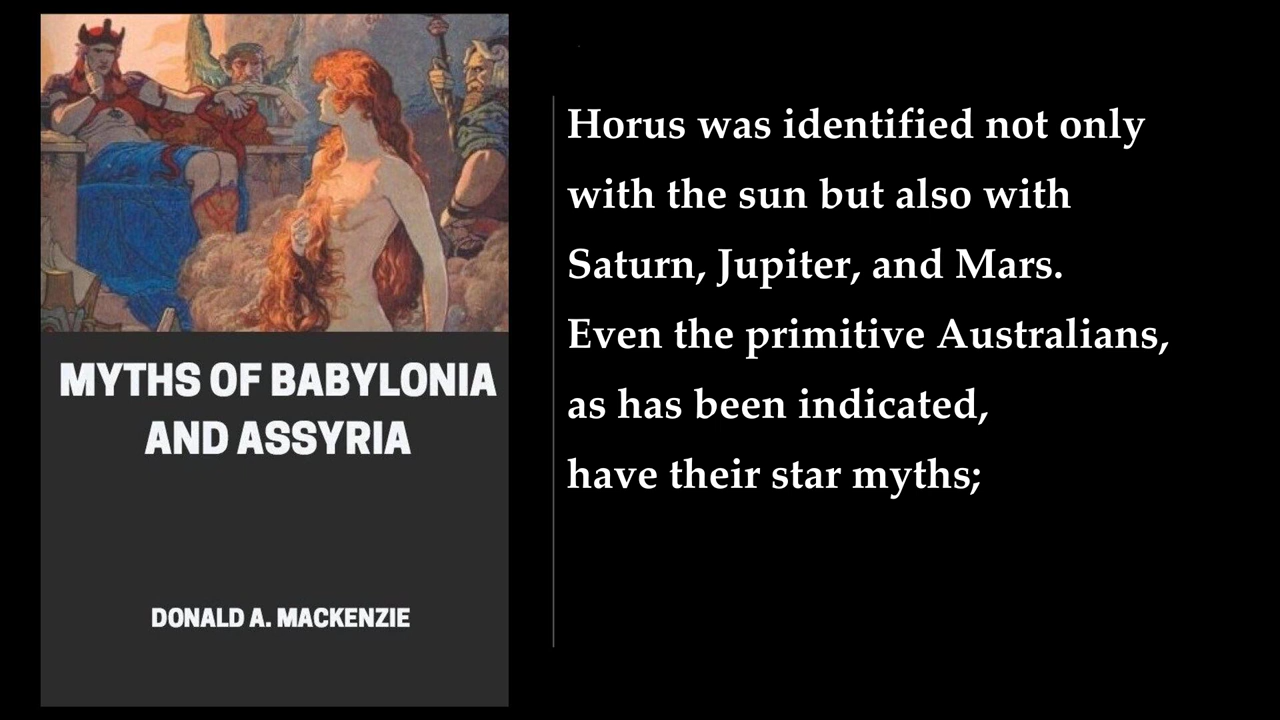 MYTHS OF BABYLONIA
AND ASSYRIA
DONALD A. MACKENZIE
Horus was identified not only
with the sun but also with
Saturn, Jupiter, and Mars.
Even the primitive Australians,
as has been indicated,
have their star myths;